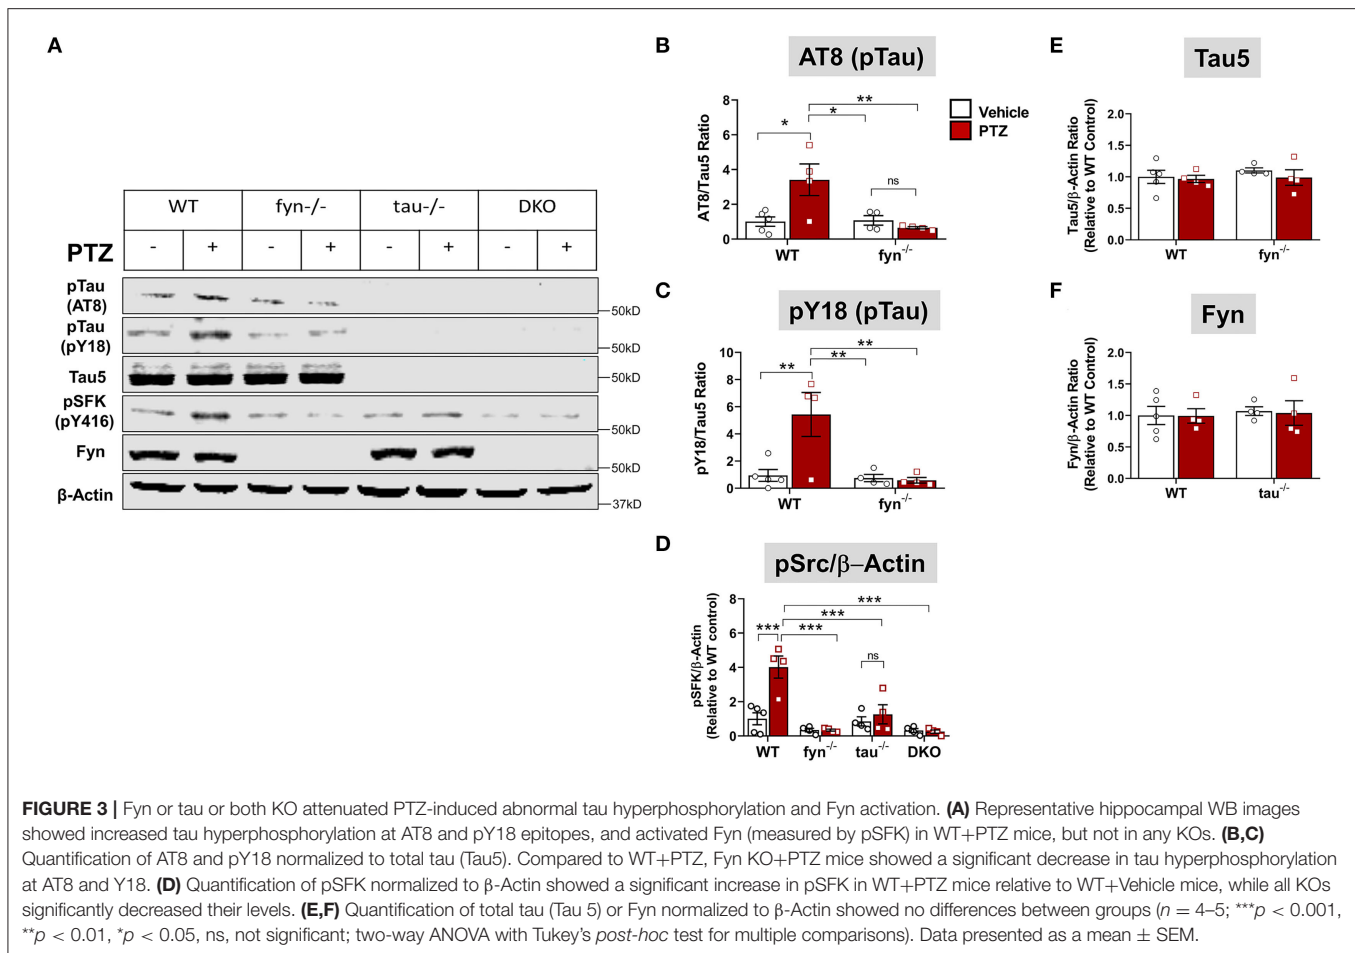 A
WT fyn-/- tau-/- DKO
PTZ - + - + - + - +
pTau
(AT8)
50kD
pTau
(pY18)
50kD
Tau5
50kD
pSFK
(pY416)
50kD
Fyn
50kD
β-Actin
37kD
B
AT8 (pTau)
Vehicle
PTZ
AT8/Tau5 Ratio
8
6
4
2
0
*
*
**
ns
WT fyn-/-
C
pY18 (pTau)
pY18/Tau5 Ratio
10
8
6
4
2
0
**
**
**
WT fyn-/-
D
pSrc/β–Actin
pSFK/β-Actin
(Relative to WT control)
8
6
4
2
0
***
***
***
***
ns
WT fyn-/- tau-/- DKO
E
Tau5
Tau5/β-Actin Ratio
(Relative to WT Control)
2.0
1.5
1.0
0.5
0.0
WT fyn-/-
F
Fyn
Fyn/β-Actin Ratio
(Relative to WT Control)
2.0
1.5
1.0
0.5
0.0
WT tau-/-
FIGURE 3 | Fyn or tau or both KO attenuated PTZ-induced abnormal tau hyperphosphorylation and Fyn activation. (A) Representative hippocampal WB images
showed increased tau hyperphosphorylation at AT8 and pY18 epitopes, and activated Fyn (measured by pSFK) in WT+PTZ mice, but not in any KOs. (B,C)
Quantification of AT8 and pY18 normalized to total tau (Tau5). Compared to WT+PTZ, Fyn KO+PTZ mice showed a significant decrease in tau hyperphosphorylation
at AT8 and Y18. (D) Quantification of pSFK normalized to β-Actin showed a significant increase in pSFK in WT+PTZ mice relative to WT+Vehicle mice, while all KOs
significantly decreased their levels. (E,F) Quantification of total tau (Tau 5) or Fyn normalized to β-Actin showed no differences between groups (n = 4–5; ***p < 0.001,
**p < 0.01, *p < 0.05, ns, not significant; two-way ANOVA with Tukey's post-hoc test for multiple comparisons). Data presented as a mean ± SEM.